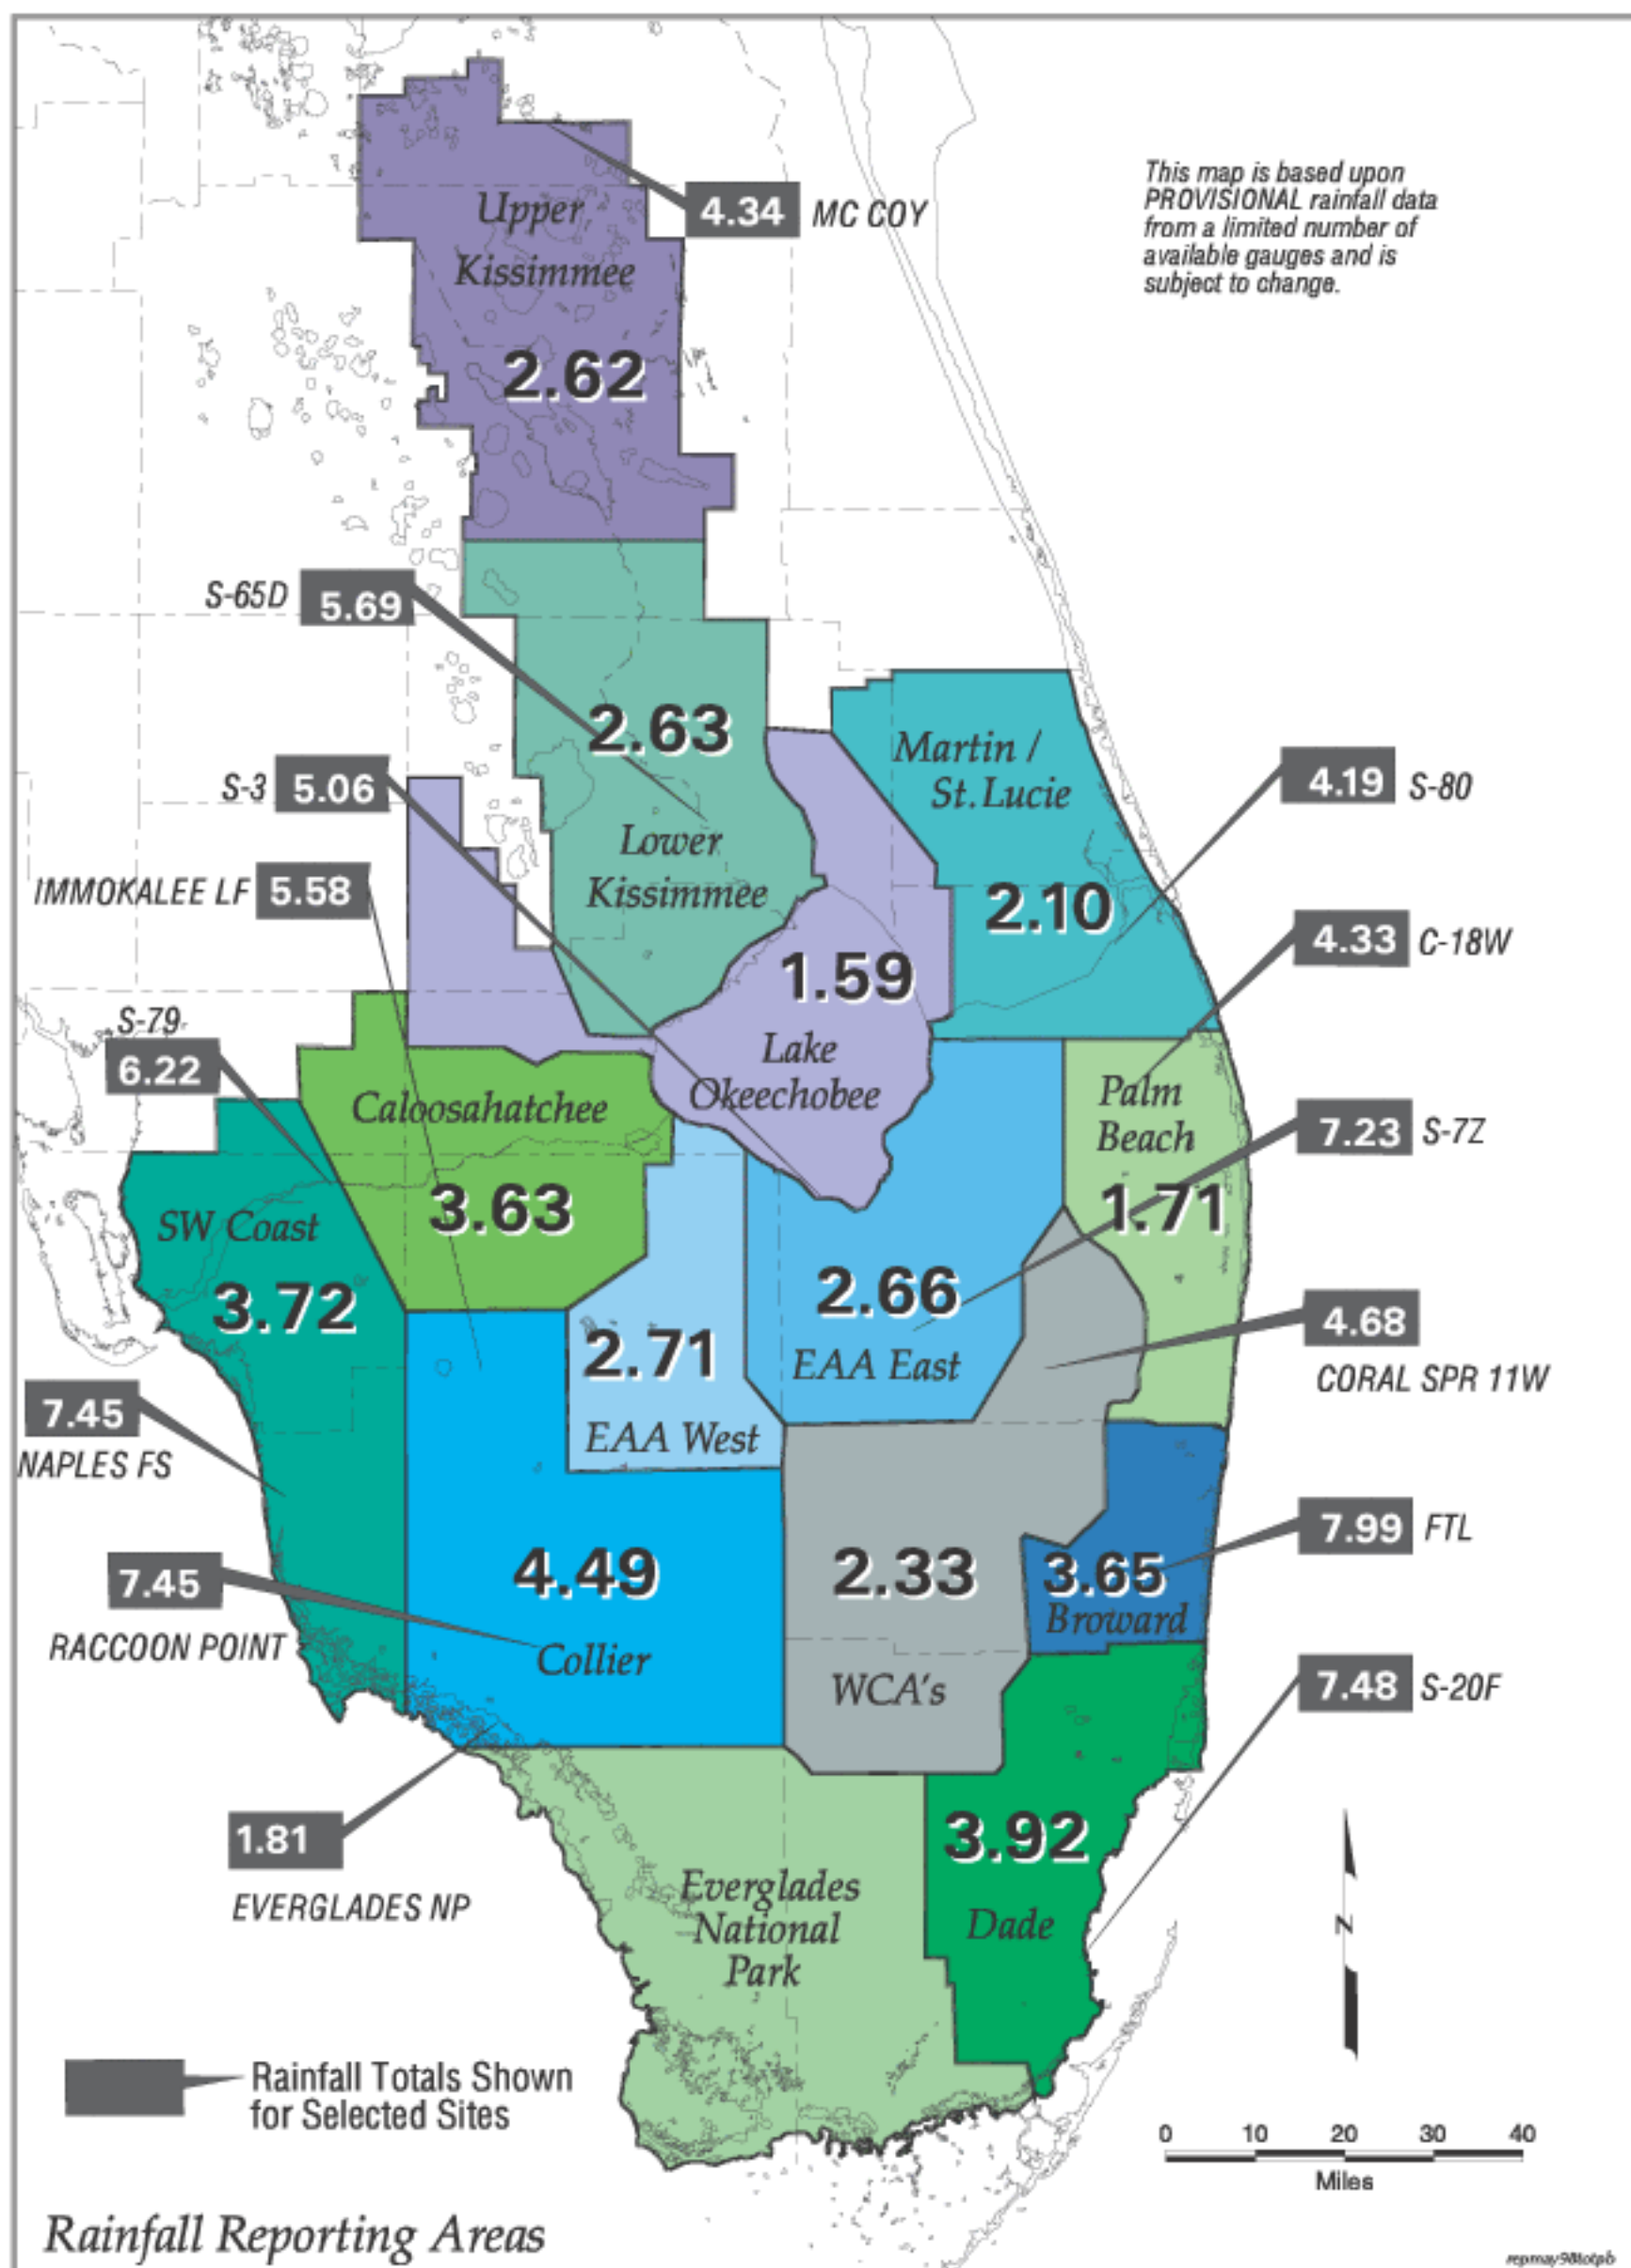 This map is based upon
PROVISIONAL rainfall data
from a limited number of
available gauges and is
subject to change.
4.34 MC COY
Upper
Kissimmee
2.62
S-65D 5.69
2.63
Lower
Kissimmee
Martin /
St. Lucie
2.10
S-3 5.06
4.19 S-80
IMMOKALEE LF 5.58
4.33 C-18W
1.59
Lake
Okeechobee
S-79
6.22
Caloosahatchee
3.63
Palm
Beach
1.71
7.23 S-7Z
SW Coast
3.72
2.66
EAA East
2.71
EAA West
4.68
CORAL SPR 11W
7.45
NAPLES FS
7.99 FTL
7.45
RACCOON POINT
4.49
Collier
2.33
WCA's
3.65
Broward
7.48 S-20F
1.81
EVERGLADES NP
3.92
Dade
Everglades
National
Park
N
Rainfall Totals Shown
for Selected Sites
0 10 20 30 40
Miles
Rainfall Reporting Areas